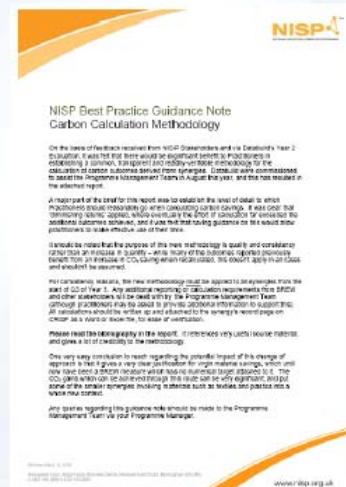 NISP
NISP Best Practice Guidance Note
Carbon Calculation Methodology
On the basis of feedback received from NISP Stakeholders and via Databuild's Year 2
Evaluation, it was felt that there would be significant benefit to Practitioners in
establishing a common, transparent and readily-verifiable methodology for the
calculation of carbon outcomes derived from synergies. Databuild were commissioned
to assist the Programme Management Team in August this year, and this has resulted in
the attached report.
A major part of the brief for this report was to establish the level of detail to which
Practitioners should reasonably go when calculating carbon savings. It was clear that
'diminishing returns' applied, where eventually the effort of calculation far exceeded the
additional outcomes achieved, and it was felt that having guidance on this would allow
practitioners to make effective use of their time.
It should be noted that the purpose of this new methodology is quality and consistency
rather than an increase in quantity – while many of the outcomes reported previously
benefit from an increase in CO₂ saving when recalculated, this doesn't apply in all cases
and shouldn't be assumed.
For consistency reasons, the new methodology must be applied to all synergies from the
start of Q3 of Year 3. Any additional reporting or calculation requirements from BREW
and other stakeholders will be dealt with by the Programme Management Team
(although practitioners may be asked to provide additional information to support this).
All calculations should be written up and attached to the synergy's record page on
CRISP as a Word or Excel file, for ease of verification.
Please read the bibliography in the report. It references very useful source material,
and gives a lot of credibility to the methodology.
One very easy conclusion to reach regarding the potential impact of this change of
approach is that it gives a very clear justification for virgin material savings, which until
now have been a BREW measure which has no numerical target attached to it. The
CO₂ gains which can be achieved through this route can be very significant, and put
some of the smaller synergies involving materials such as textiles and plastics into a
whole new context.
Any queries regarding this guidance note should be made to the Programme
Management Team via your Programme Manager.
www.nisp.org.uk